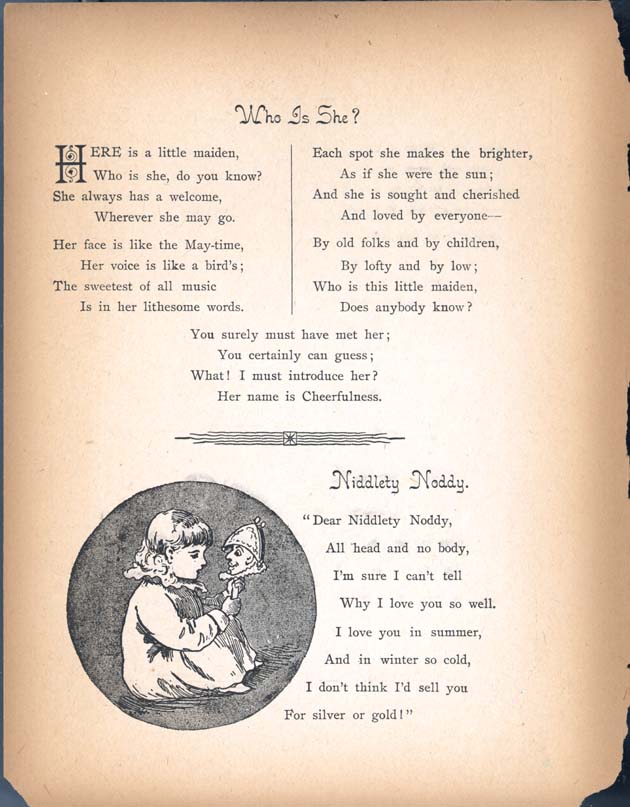 Who Is She?
HERE is a little maiden,
Who is she, do you know?
She always has a welcome,
Wherever she may go.
Her face is like the May-time,
Her voice is like a bird's;
The sweetest of all music
Is in her lithesome words.
Each spot she makes the brighter,
As if she were the sun;
And she is sought and cherished
And loved by everyone—
By old folks and by children,
By lofty and by low;
Who is this little maiden,
Does anybody know?
You surely must have met her;
You certainly can guess;
What! I must introduce her?
Her name is Cheerfulness.
Niddlety Noddy.
"Dear Niddlety Noddy,
All head and no body,
I'm sure I can't tell
Why I love you so well.
I love you in summer,
And in winter so cold,
I don't think I'd sell you
For silver or gold!"